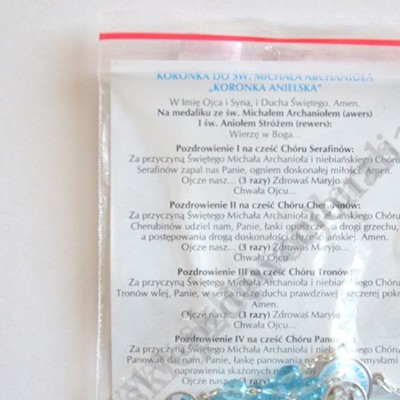 KORONKA DO ŚW. MICHAŁA ARCHANIOŁA
„KORONKA ANIELSKA"
W Imię Ojca i Syna, i Ducha Świętego. Amen.
Na medaliku ze św. Michałem Archaniołem (awers)
i św. Aniołem Stróżem (rewers):
Wierzę w Boga...
Pozdrowienie I na cześć Chóru Serafinów:
Za przyczyną Świętego Michała Archanioła i niebiańskiego Chóru
Serafinów zapal nas Panie, ogniem doskonałej miłości. Amen.
Ojcze nasz... (3 razy) Zdrowaś Maryjo...
Chwała Ojcu...
Pozdrowienie II na cześć Chóru Cherubinów:
Za przyczyną Świętego Michała Archanioła i niebiańskiego Chóru
Cherubinów udziel nam, Panie, łaski opuszczenia drogi grzechu,
a postępowania drogą doskonałości chrześcijańskiej. Amen.
Ojcze nasz... (3 razy) Zdrowaś Maryjo...
Chwała Ojcu...
Pozdrowienie III na cześć Chóru Tronów:
Za przyczyną Świętego Michała Archanioła i niebiańskiego Chóru
Tronów wlej, Panie, w serca nasze ducha prawdziwej i szczerej pokor
Amen.
Ojcze nasz... (3 razy) Zdrowaś Maryjo...
Chwała Ojcu...
Pozdrowienie IV na cześć Chóru Panowań:
Za przyczyną Świętego Michała Archanioła i niebiańskiego Chóru
Panowań daj nam, Panie, łaskę panowania nad zmysłami
naprawienia skażonych
Ojcze nasz... (3 razy)